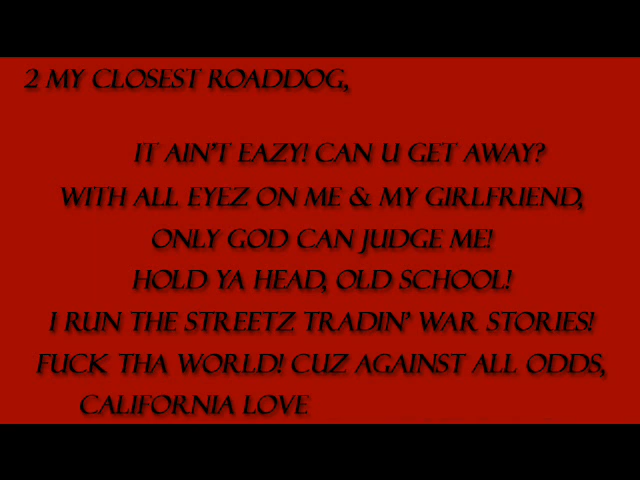 2 MY CLOSEST ROADDOG,
IT AIN'T EAZY! CAN U GET AWAY?
WITH ALL EYEZ ON ME & MY GIRLFRIEND,
ONLY GOD CAN JUDGE ME!
HOLD YA HEAD, OLD SCHOOL!
I RUN THE STREETZ TRADIN' WAR STORIES!
FUCK THA WORLD! CUZ AGAINST ALL ODDS,
CALIFORNIA LOVE